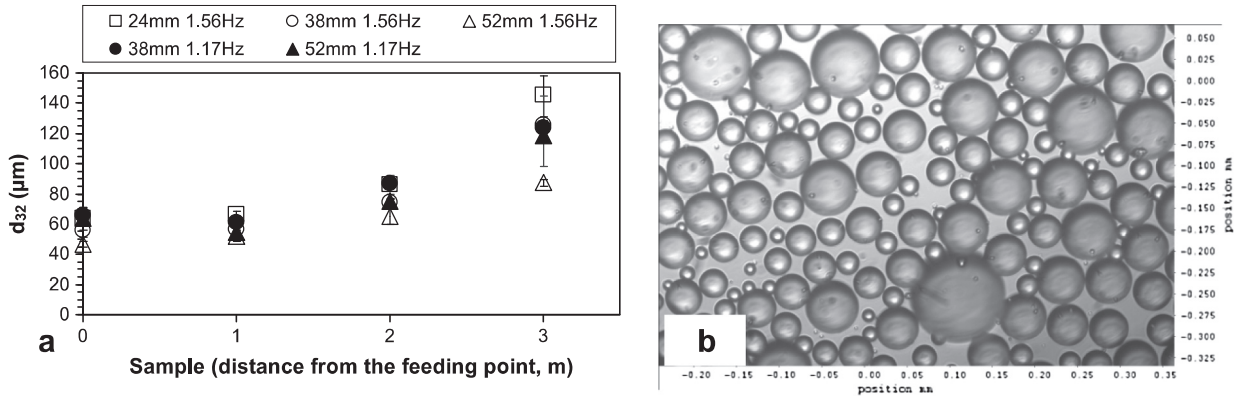 24mm 1.56Hz 38mm 1.56Hz 52mm 1.56Hz
38mm 1.17Hz 52mm 1.17Hz
160
140
120
100
80
60
40
20
0
d32 (µm)
0 1 2 3
Sample (distance from the feeding point, m)
a
0.050
0.025
0.000
-0.025
-0.050
-0.075
-0.100
-0.125
-0.150
-0.175
-0.200
-0.225
-0.250
-0.275
-0.300
-0.325
position mm
-0.20 -0.15 -0.10 -0.05 0.00 0.05 0.10 0.15 0.20 0.25 0.30 0.35
position mm
b